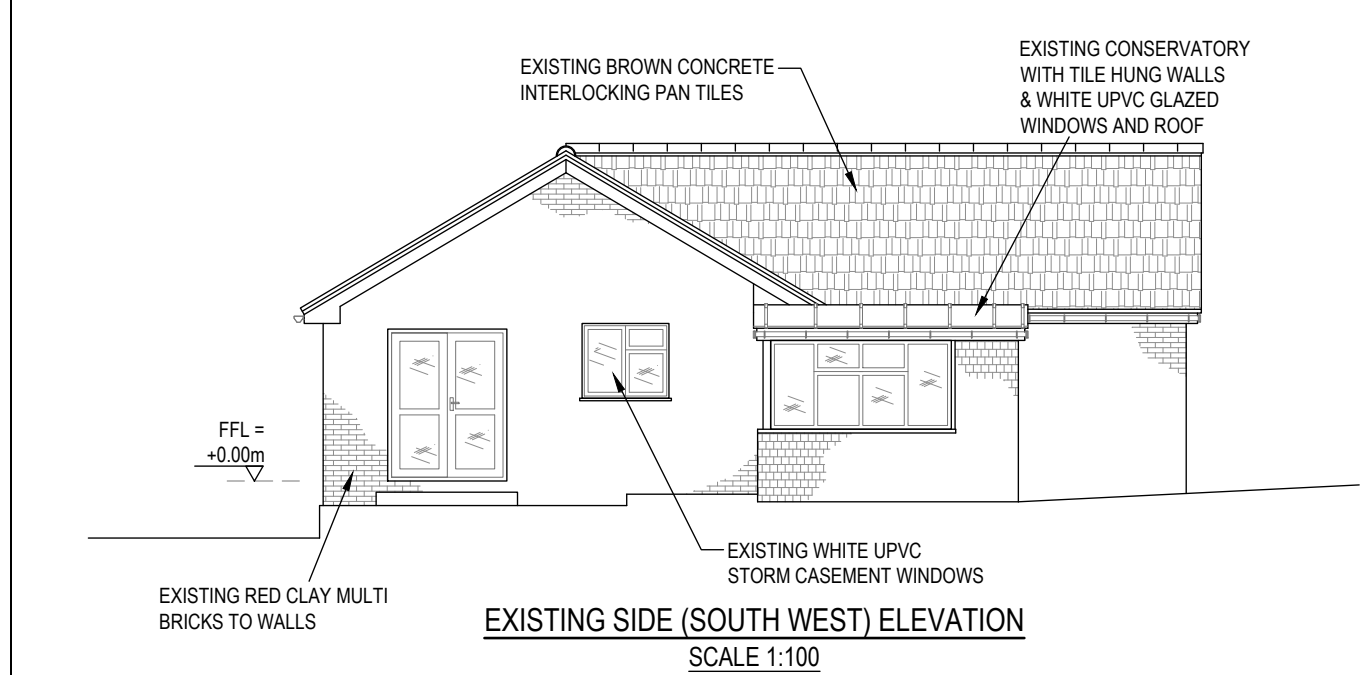 EXISTING BROWN CONCRETE
INTERLOCKING PAN TILES
EXISTING CONSERVATORY
WITH TILE HUNG WALLS
& WHITE UPVC GLAZED
WINDOWS AND ROOF
FFL =
+0.00m
EXISTING WHITE UPVC
STORM CASEMENT WINDOWS
EXISTING RED CLAY MULTI
BRICKS TO WALLS
EXISTING SIDE (SOUTH WEST) ELEVATION
SCALE 1:100